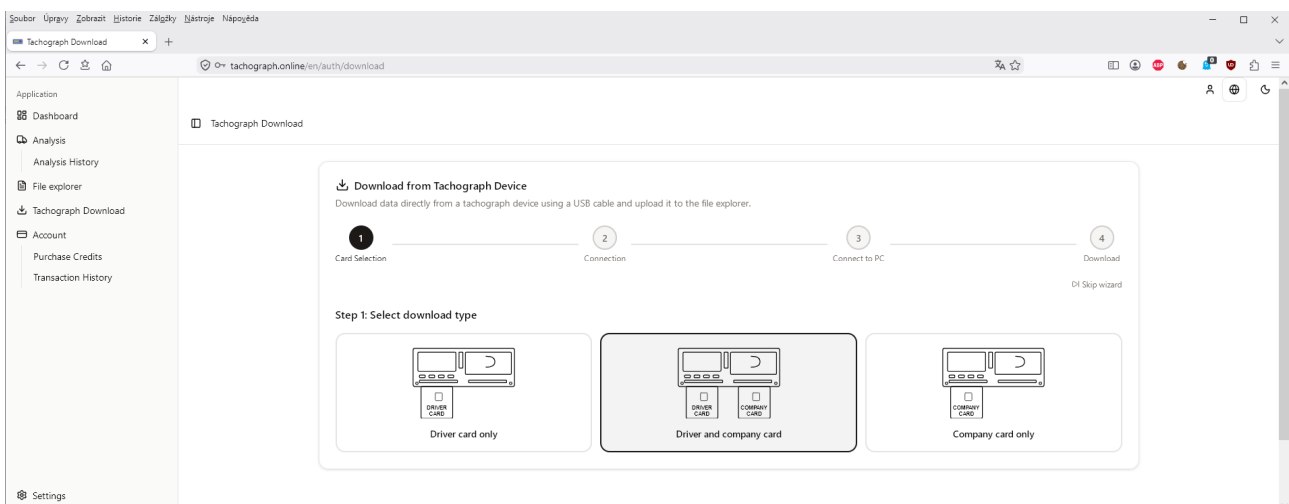 Soubor Úpravy Zobrazit Historie Záložky Nástroje Nápověda
Tachograph Download
tachograph.online/en/auth/download
ABP
0
Application
Dashboard
Tachograph Download
Analysis
Analysis History
File explorer
Tachograph Download
Account
Purchase Credits
Transaction History
Settings
Download from Tachograph Device
Download data directly from a tachograph device using a USB cable and upload it to the file explorer.
1 2 3 4
Card Selection Connection Connect to PC Download
Skip wizard
Step 1: Select download type
DRIVER CARD
Driver card only
DRIVER CARD
COMPANY CARD
Driver and company card
COMPANY CARD
Company card only